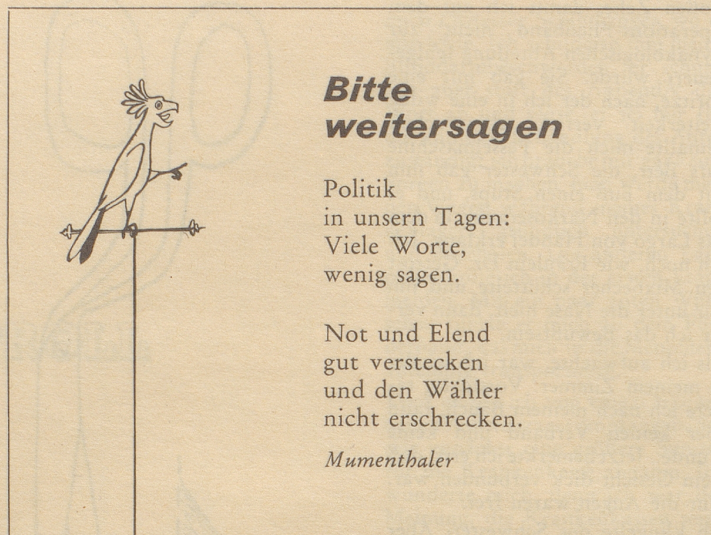 Bitte
weitersagen
Politik
in unsern Tagen:
Viele Worte,
wenig sagen.
Not und Elend
gut verstecken
und den Wähler
nicht erschrecken.
Mumenthaler